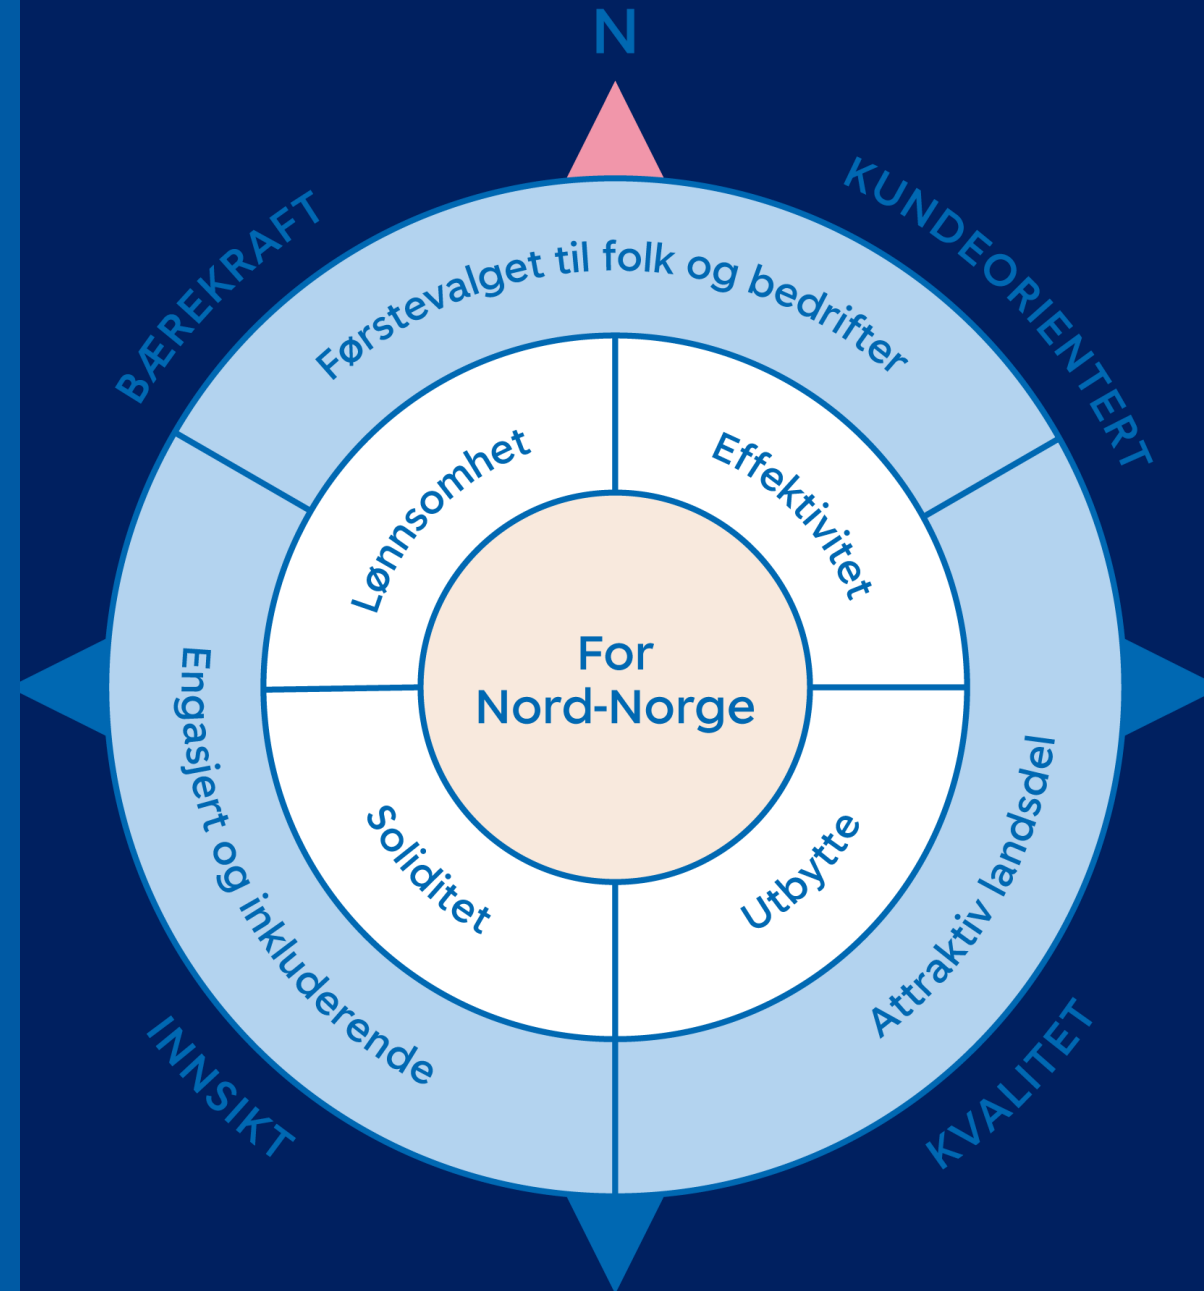 N
BÆREKRAFT
KUNDEORIENTERT
Førstevalget til folk og bedrifter
Lønnsomhet
Effektivitet
For
Nord-Norge
Engasjert og inkluderende
Soliditet
Utbytte
Attraktiv landsdel
INNSIKT
KVALITET